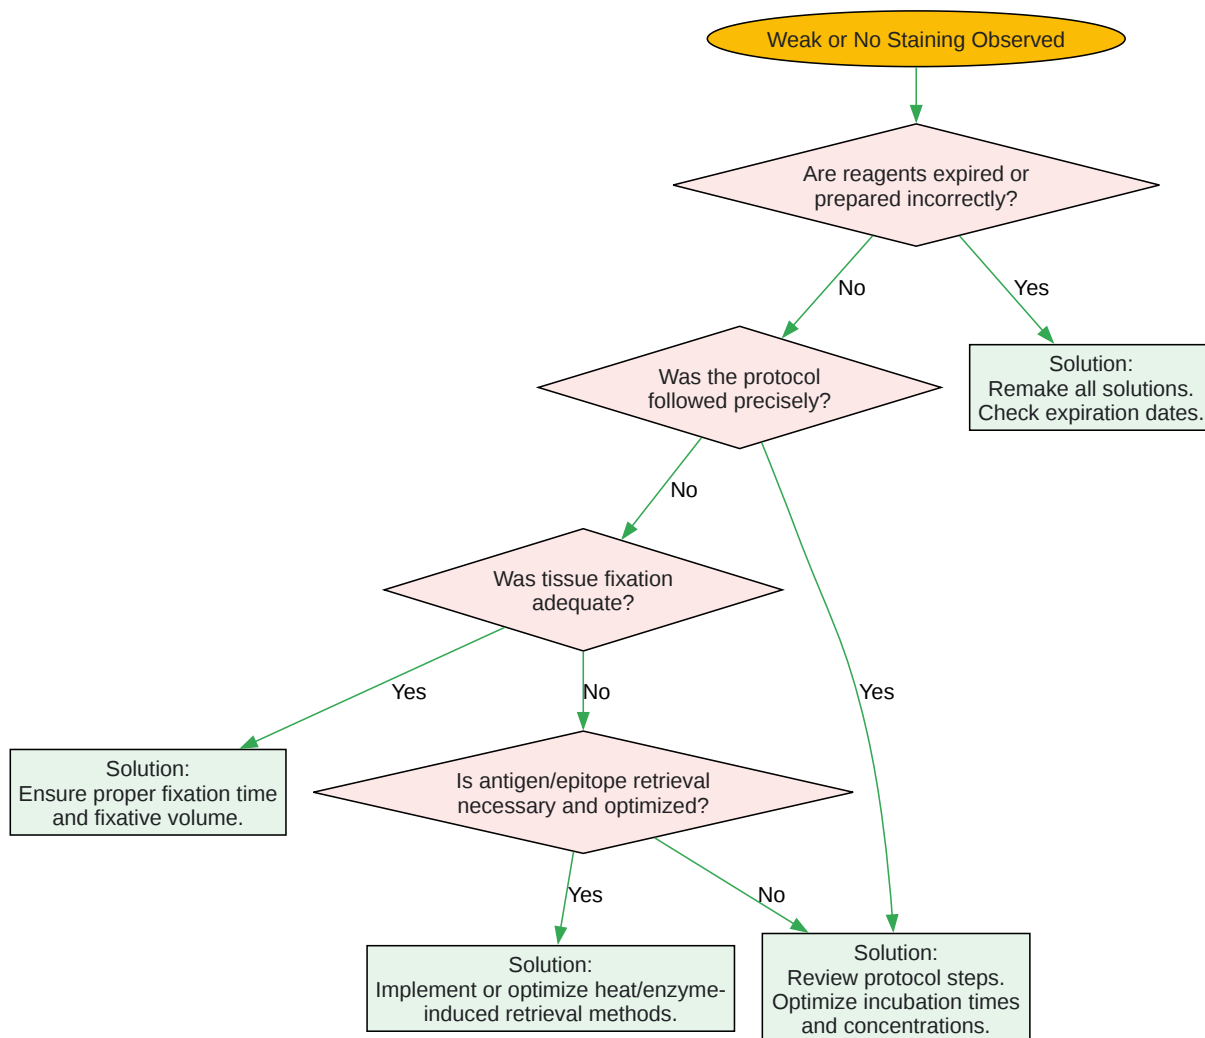 Weak or No Staining Observed
Are reagents expired or
prepared incorrectly?
No
Yes
Was the protocol
followed precisely?
Solution:
Remake all solutions.
Check expiration dates.
No
Yes
Was tissue fixation
adequate?
Yes
No
Solution:
Ensure proper fixation time
and fixative volume.
Is antigen/epitope retrieval
necessary and optimized?
Yes
No
Solution:
Implement or optimize heat/enzyme-
induced retrieval methods.
Solution:
Review protocol steps.
Optimize incubation times
and concentrations.